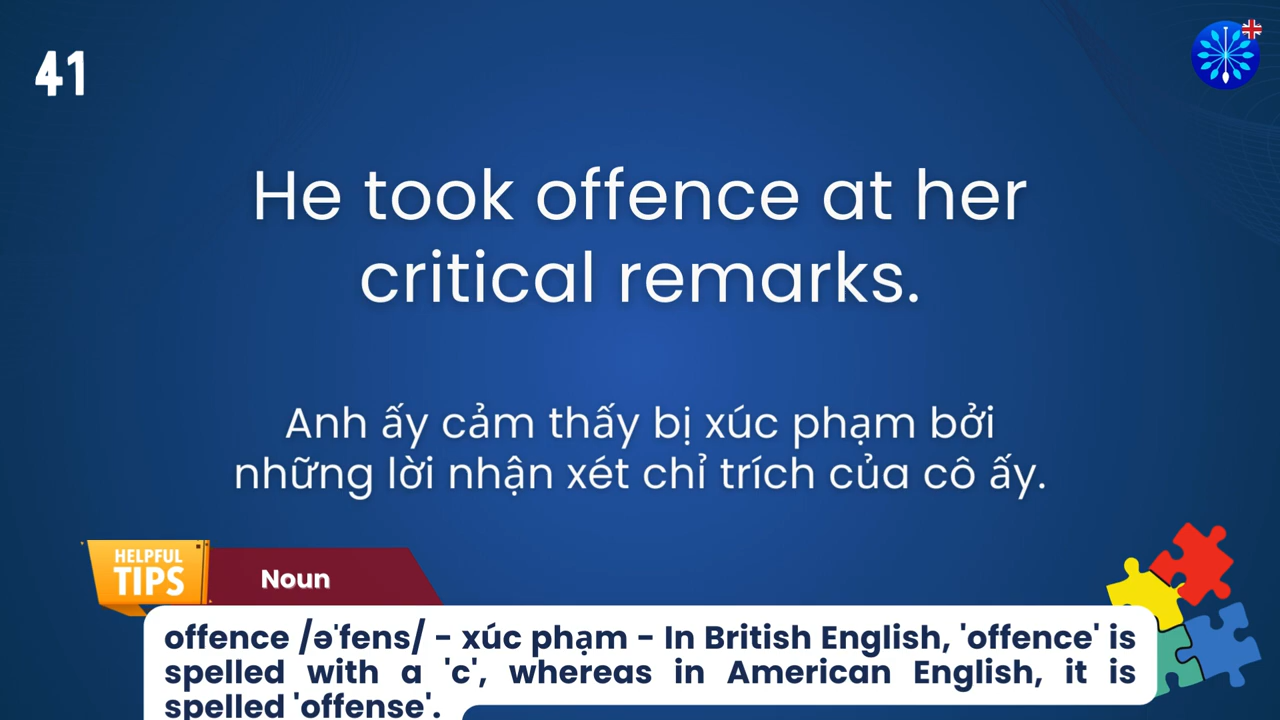 41
He took offence at her
critical remarks.
Anh ấy cảm thấy bị xúc phạm bởi
những lời nhận xét chỉ trích của cô ấy.
HELPFUL
TIPS
Noun
offence /ə'fens/ - xúc phạm - In British English, 'offence' is
spelled with a 'c', whereas in American English, it is
spelled 'offense'.